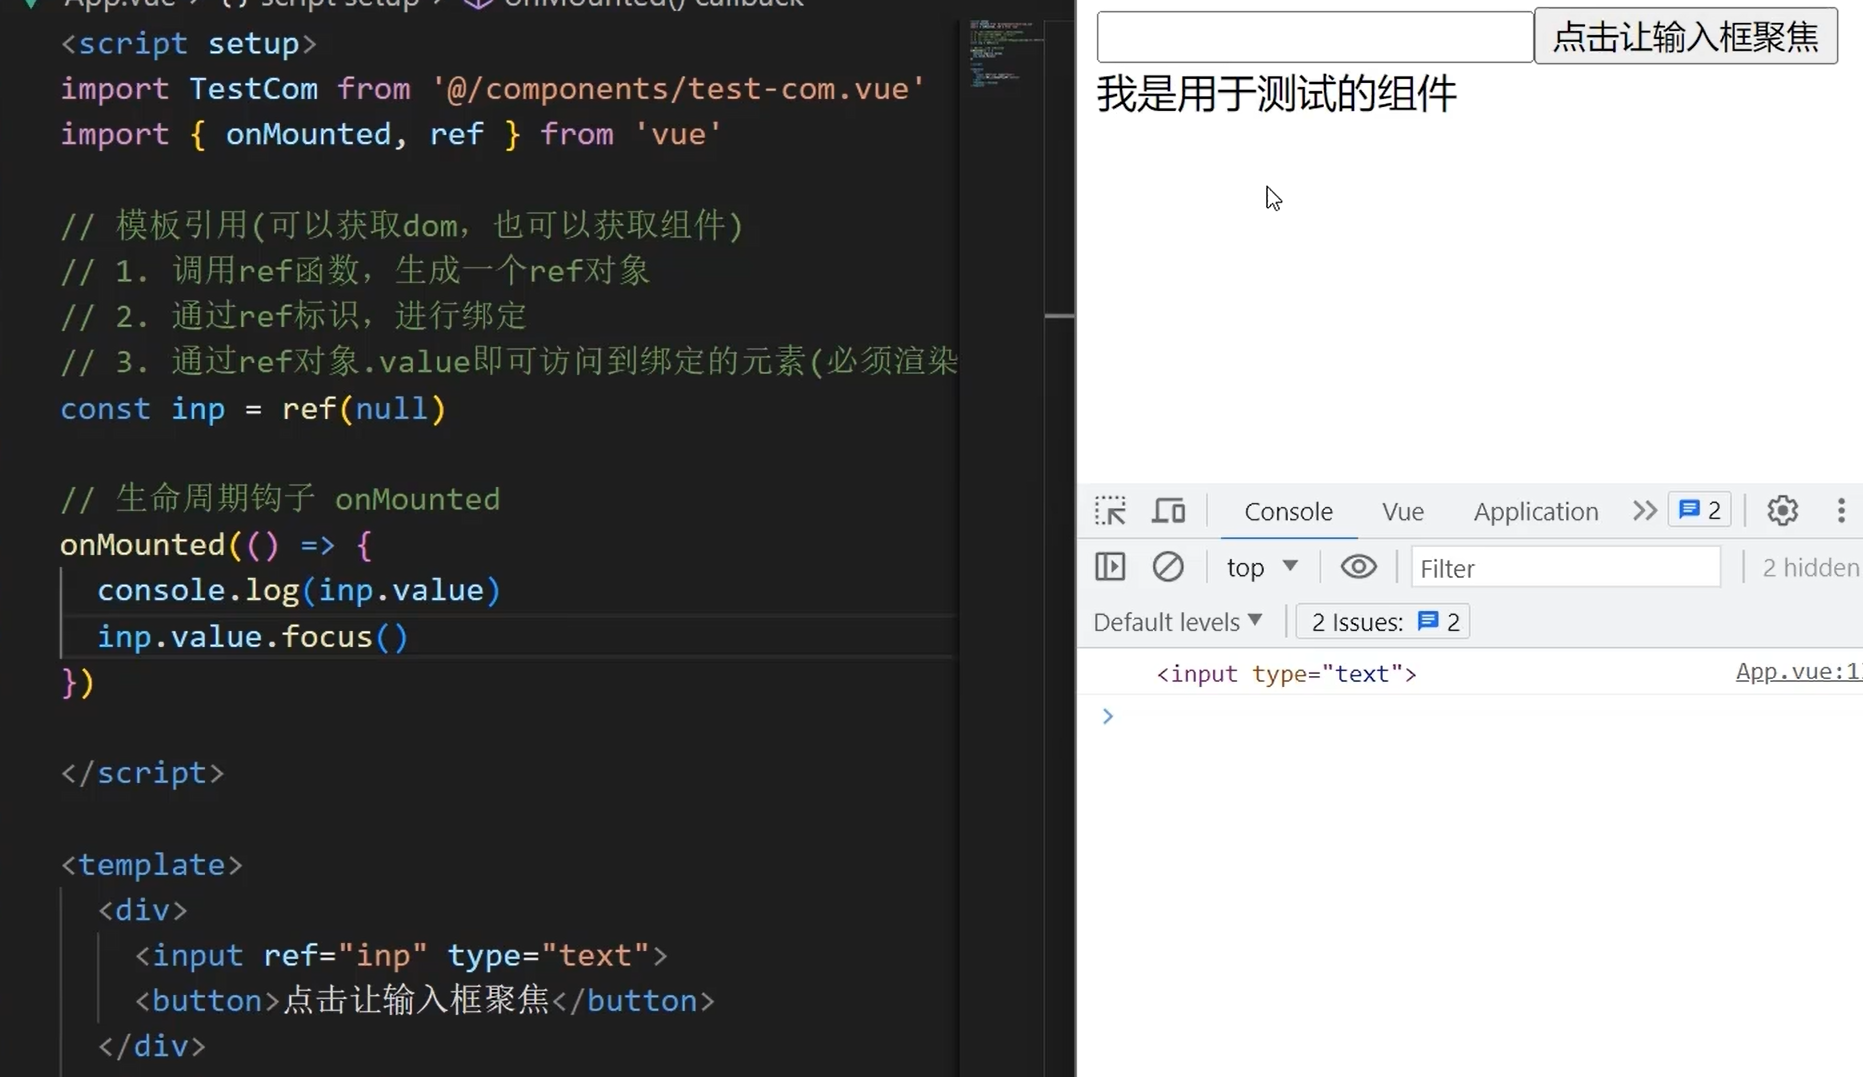 App.vue > {} script setup > onMounted() callback
<script setup>
import TestCom from '@/components/test-com.vue'
import { onMounted, ref } from 'vue'
// 模板引用(可以获取dom，也可以获取组件)
// 1. 调用ref函数，生成一个ref对象
// 2. 通过ref标识，进行绑定
// 3. 通过ref对象.value即可访问到绑定的元素(必须渲染
const inp = ref(null)
// 生命周期钩子 onMounted
onMounted(() => {
console.log(inp.value)
inp.value.focus()
})
</script>
<template>
<div>
<input ref="inp" type="text">
<button>点击让输入框聚焦</button>
</div>
点击让输入框聚焦
我是用于测试的组件
Console Vue Application 2
top Filter 2 hidden
Default levels 2 Issues: 2
<input type="text"> App.vue:1